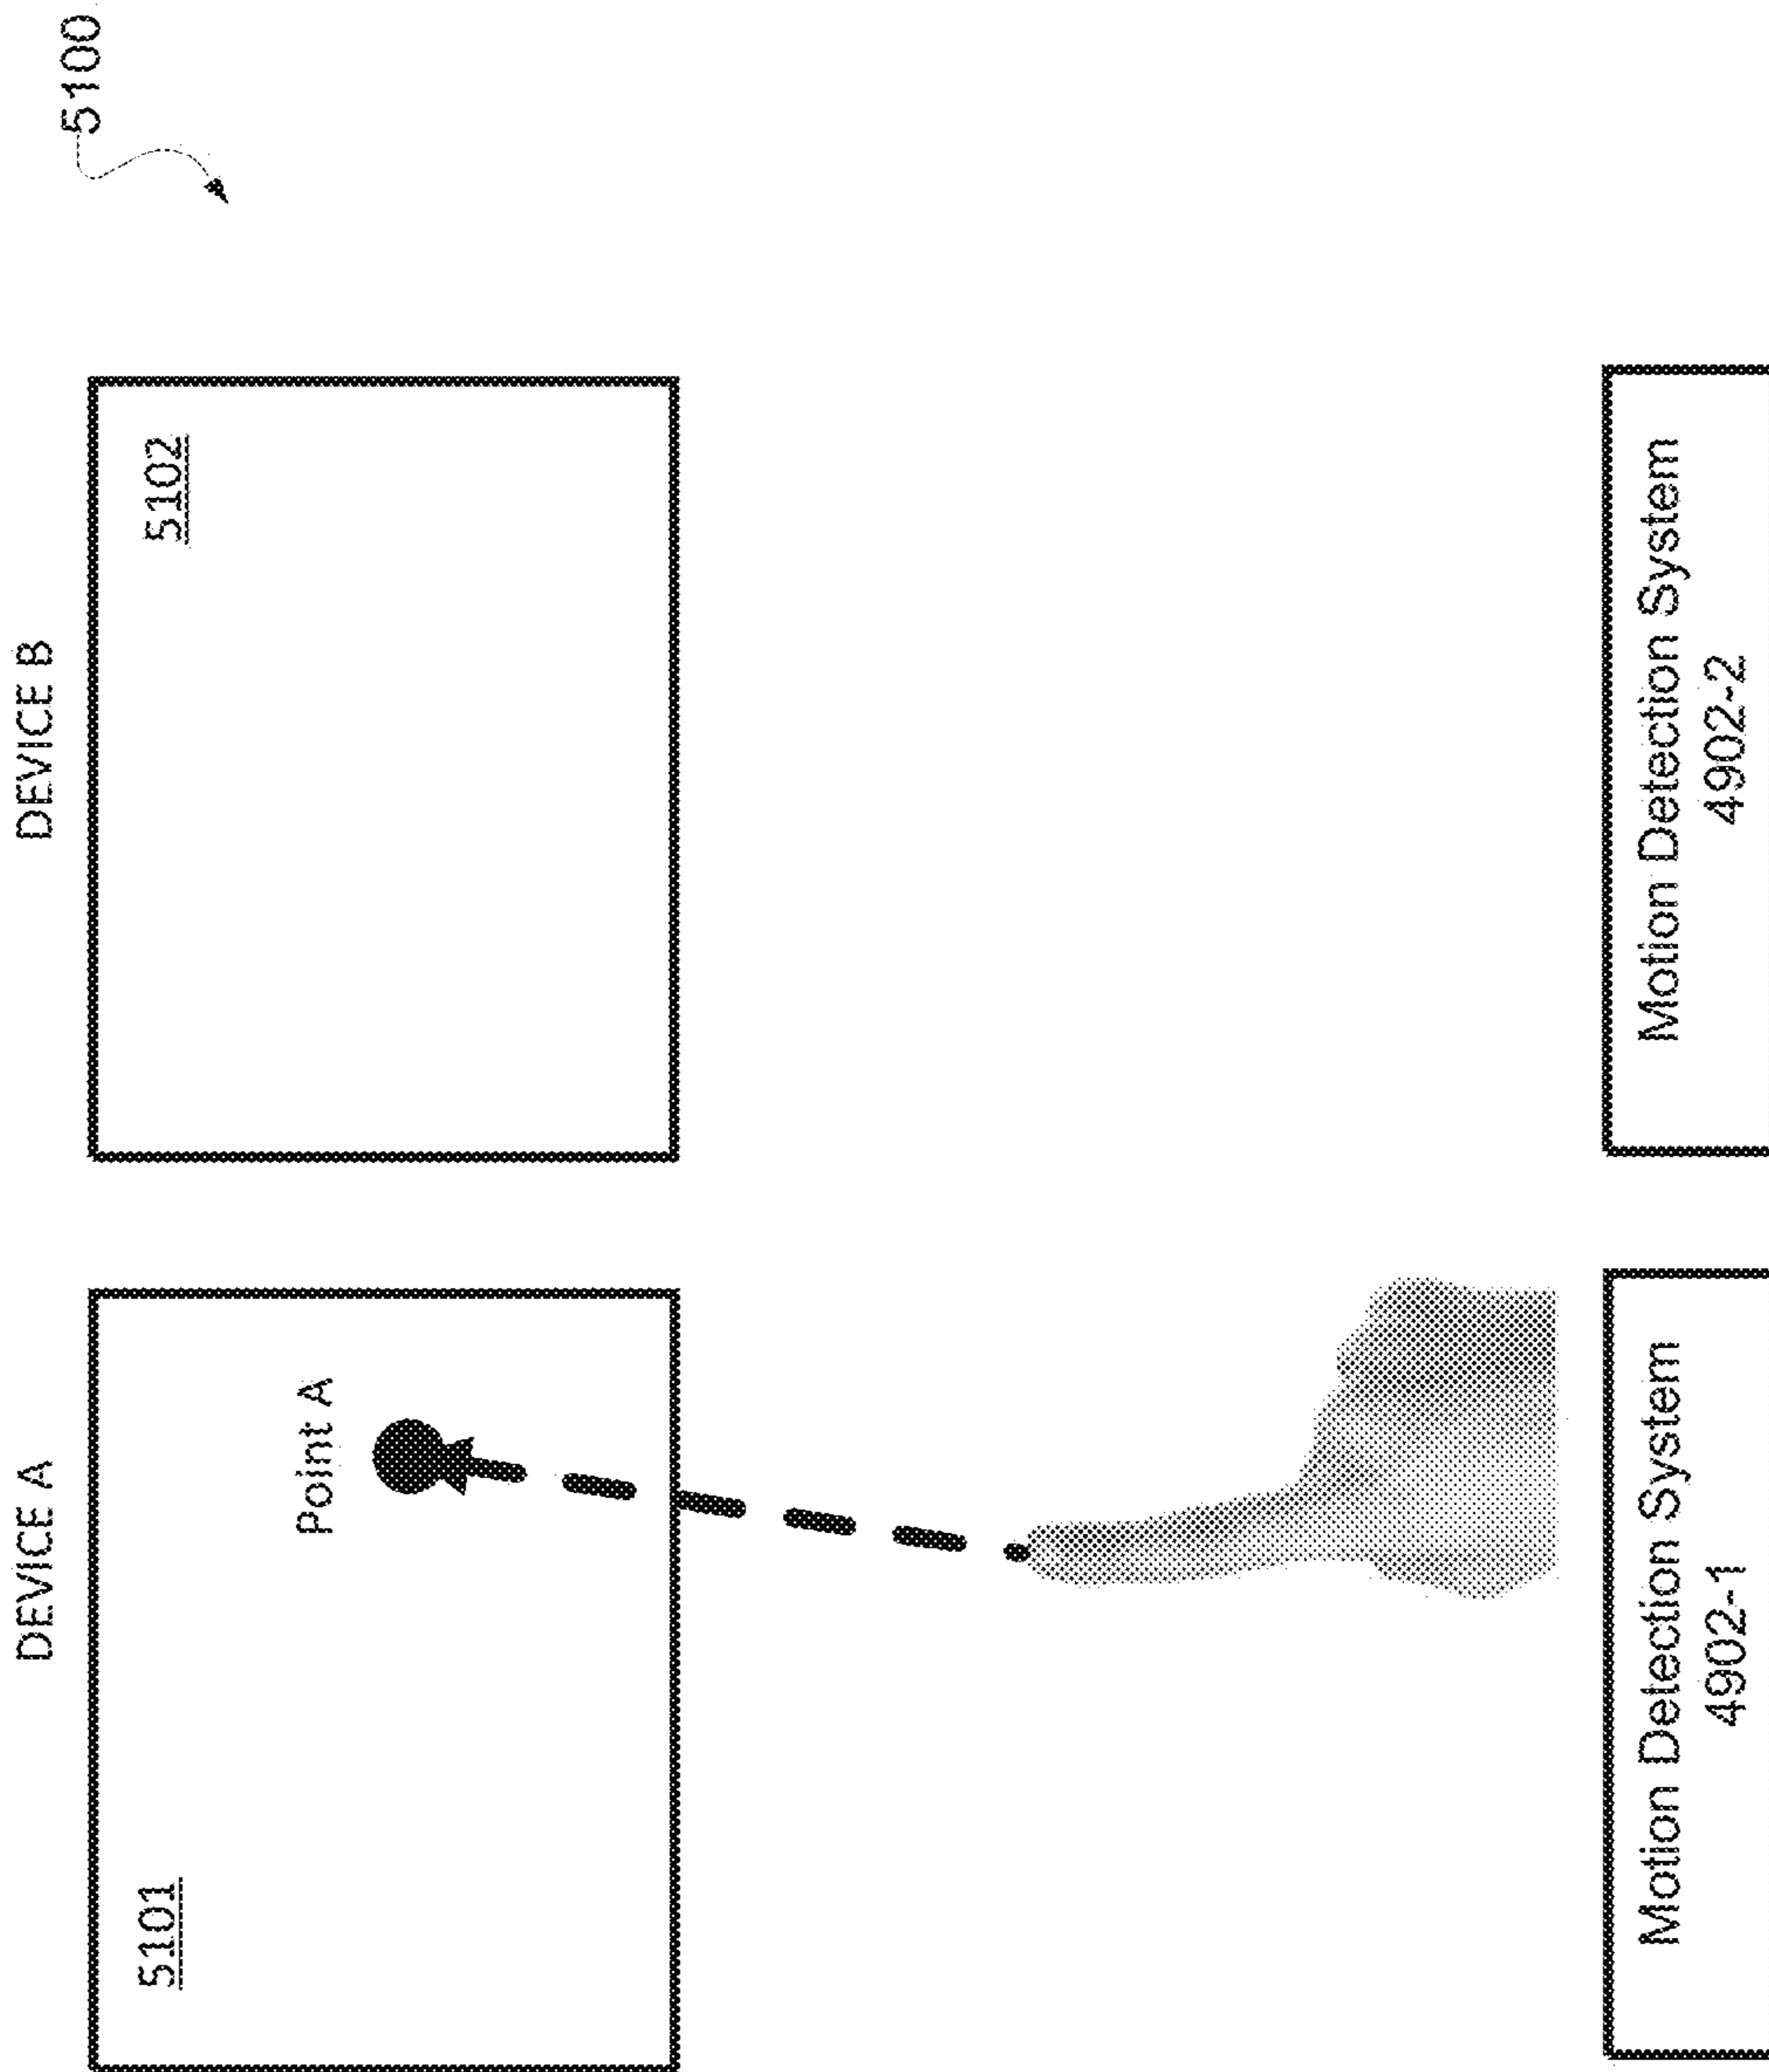 5100
DEVICE A
DEVICE B
5101
Point A
5102
Motion Detection System
4902-1
Motion Detection System
4902-2